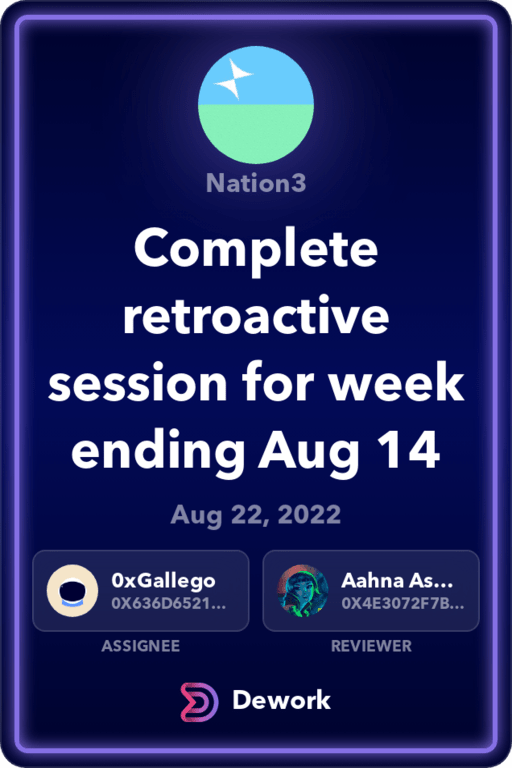 Nation3
Complete
retroactive
session for week
ending Aug 14
Aug 22, 2022
0xGallego
0X636D6521...
ASSIGNEE
Aahna As...
0X4E3072F7B...
REVIEWER
Dework